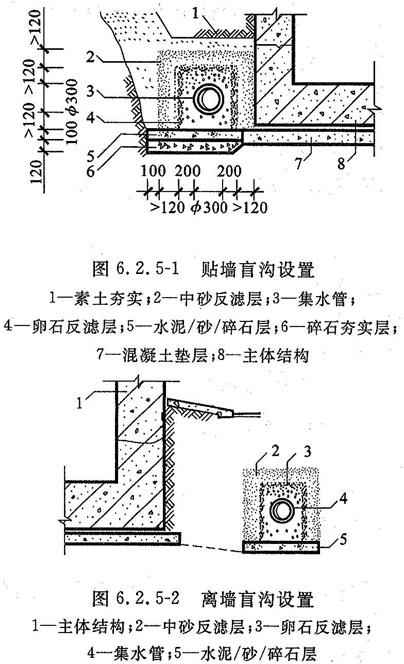 1
2
3
4
5
6
7
8
>120
>120
100 ϕ300
>120
120
100 200 200
>120 ϕ300 >120
图 6.2.5-1 贴墙盲沟设置
1—素土夯实;2—中砂反滤层;3—集水管;
4—卵石反滤层;5—水泥/砂/碎石层;6—碎石夯实层;
7—混凝土垫层;8—主体结构
1
2
3
4
5
图 6.2.5-2 离墙盲沟设置
1—主体结构;2—中砂反滤层;3—卵石反滤层;
4—集水管;5—水泥/砂/碎石层